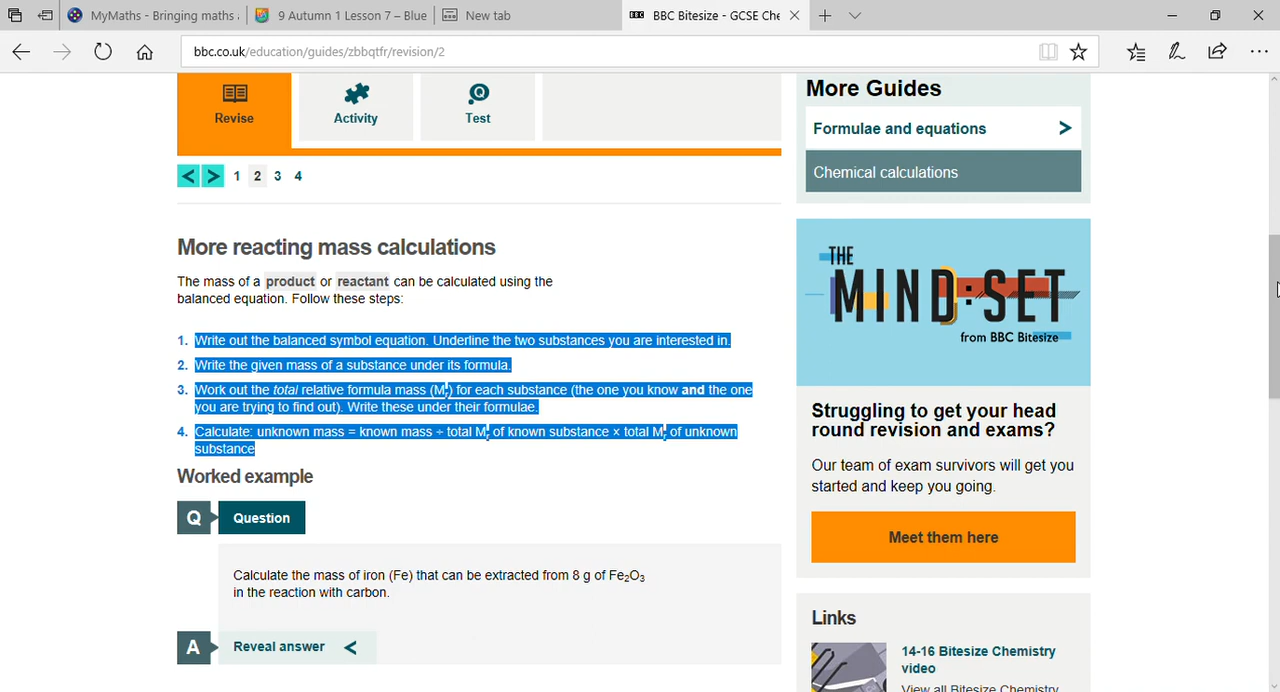 MyMaths - Bringing maths
9 Autumn 1 Lesson 7 – Blue
New tab
BBC Bitesize - GCSE Che
bbc.co.uk/education/guides/zbbqtfr/revision/2
Revise
Activity
Test
< > 1 2 3 4
More reacting mass calculations
The mass of a product or reactant can be calculated using the
balanced equation. Follow these steps:
1. Write out the balanced symbol equation. Underline the two substances you are interested in.
2. Write the given mass of a substance under its formula.
3. Work out the total relative formula mass (Mr) for each substance (the one you know and the one
you are trying to find out). Write these under their formulae.
4. Calculate: unknown mass = known mass ÷ total Mr of known substance × total Mr of unknown
substance
Worked example
Q Question
Calculate the mass of iron (Fe) that can be extracted from 8 g of Fe₂O₃
in the reaction with carbon.
A Reveal answer <
More Guides
Formulae and equations >
Chemical calculations
THE
MIND:SET
from BBC Bitesize
Struggling to get your head
round revision and exams?
Our team of exam survivors will get you
started and keep you going.
Meet them here
Links
14-16 Bitesize Chemistry
video
View all Bitesize Chemistry